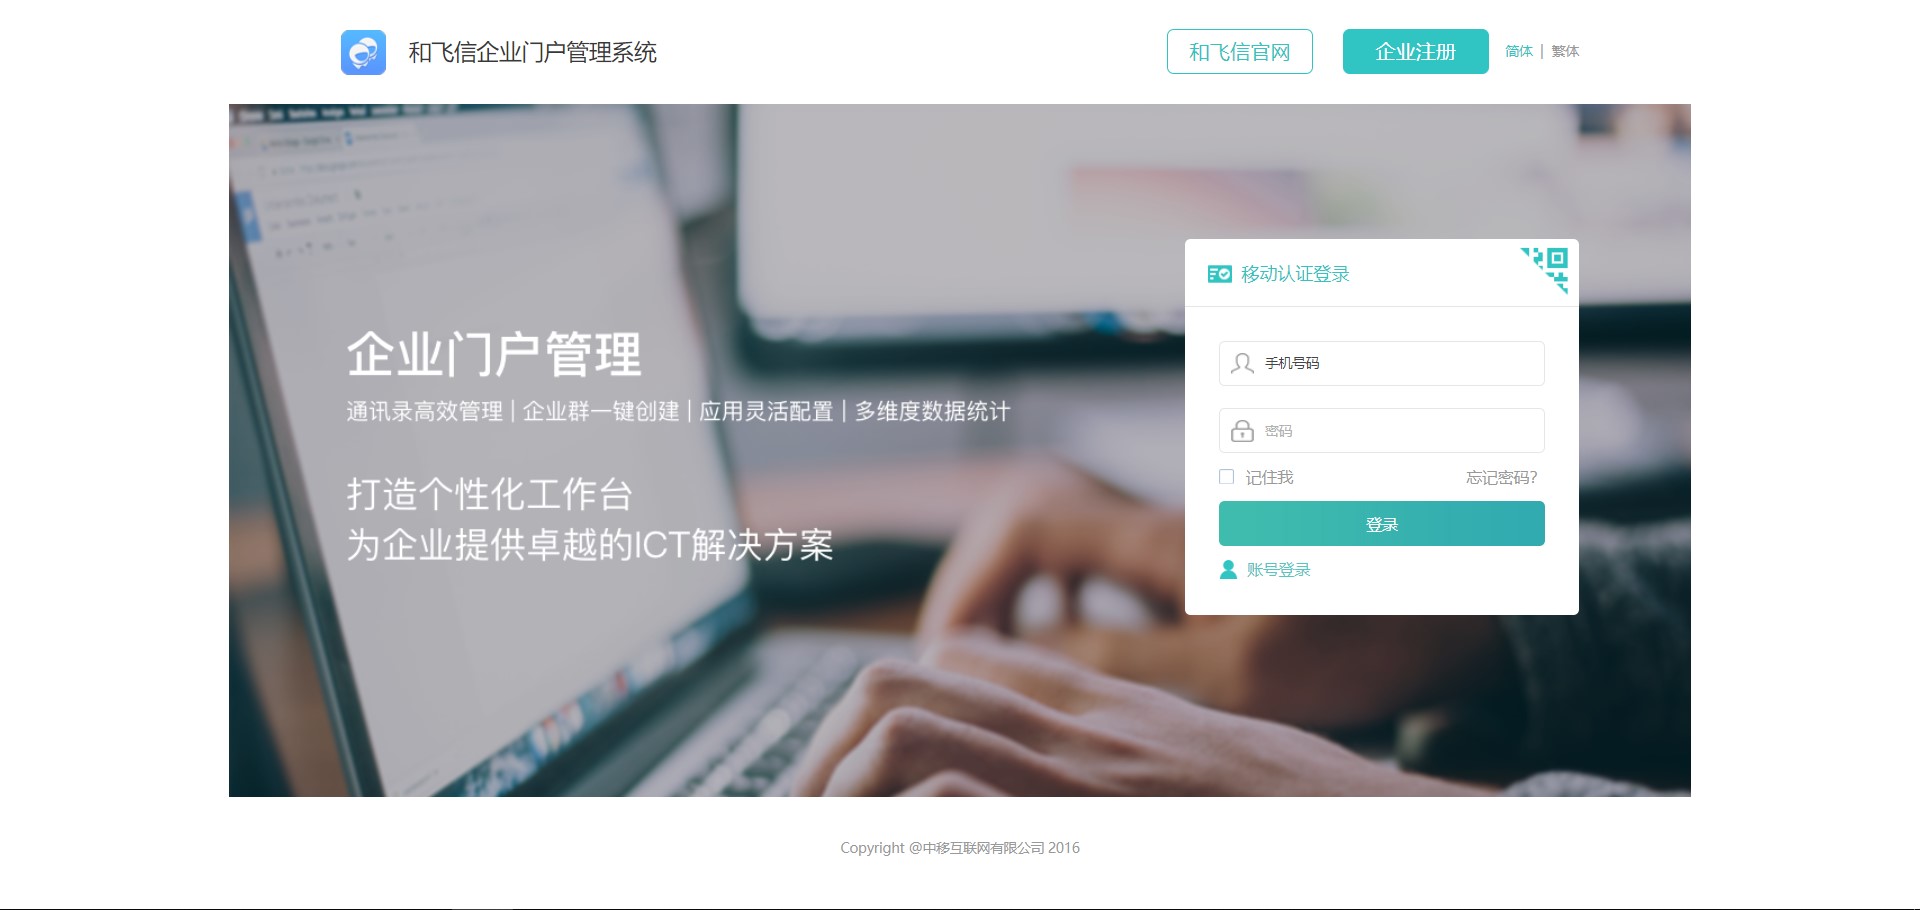 和飞信企业门户管理系统
和飞信官网
企业注册
简体 | 繁体
移动认证登录
企业门户管理
通讯录高效管理 | 企业群一键创建 | 应用灵活配置 | 多维度数据统计
打造个性化工作台
为企业提供卓越的ICT解决方案
手机号码
密码
记住我 忘记密码?
登录
账号登录
Copyright @中移互联网有限公司 2016